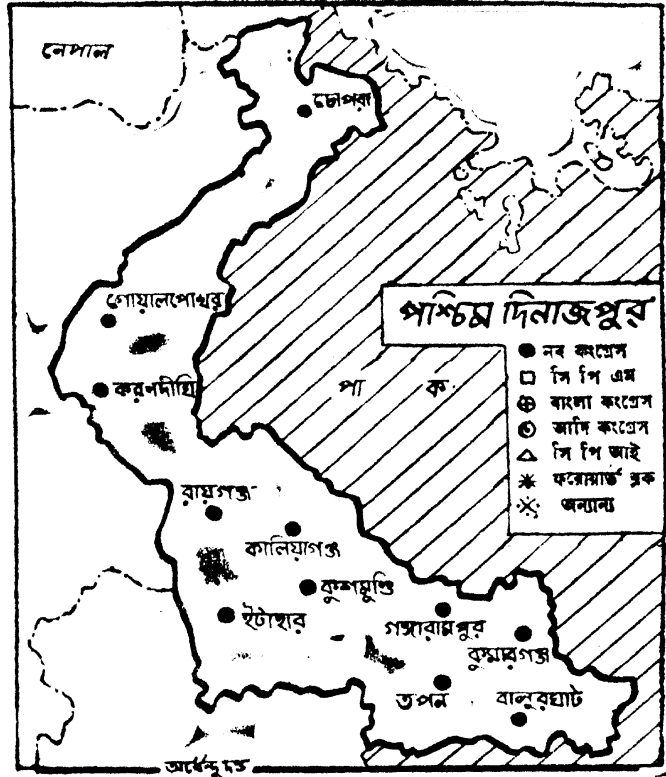 নেপাল
চোপরা
গোয়ালপোখর
করনদীঘি
পশ্চিম দিনাজপুর
নব কংগ্রেস
সি পি এম
বাংলা কংগ্রেস
আদি কংগ্রেস
সি পি আই
ফরোয়ার্ড ব্লক
অন্যান্য
পাক
রায়গঞ্জ
কালিয়াগঞ্জ
কুশমুণ্ডি
ইটাহার
গঙ্গারামপুর
কুমারগঞ্জ
তপন
বালুরঘাট
অর্ধেন্দু দত্ত